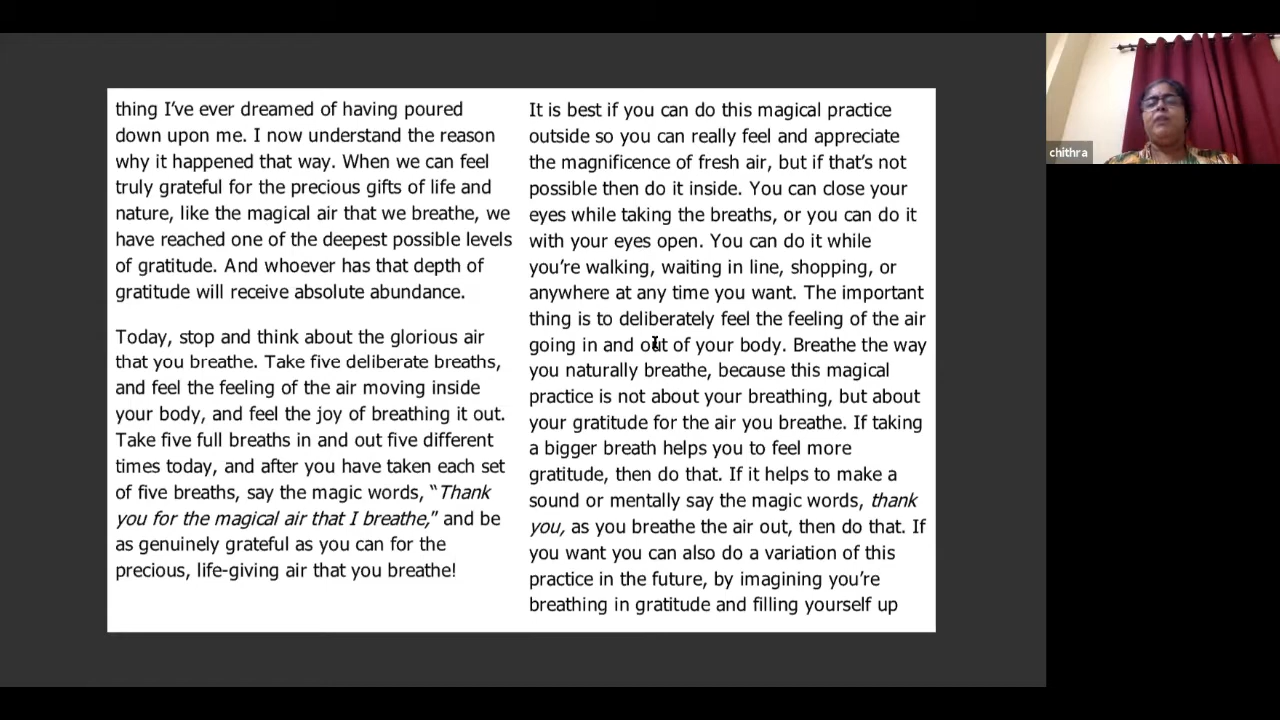 thing I've ever dreamed of having poured
down upon me. I now understand the reason
why it happened that way. When we can feel
truly grateful for the precious gifts of life and
nature, like the magical air that we breathe, we
have reached one of the deepest possible levels
of gratitude. And whoever has that depth of
gratitude will receive absolute abundance.
Today, stop and think about the glorious air
that you breathe. Take five deliberate breaths,
and feel the feeling of the air moving inside
your body, and feel the joy of breathing it out.
Take five full breaths in and out five different
times today, and after you have taken each set
of five breaths, say the magic words, “Thank
you for the magical air that I breathe,” and be
as genuinely grateful as you can for the
precious, life-giving air that you breathe!
It is best if you can do this magical practice
outside so you can really feel and appreciate
the magnificence of fresh air, but if that's not
possible then do it inside. You can close your
eyes while taking the breaths, or you can do it
with your eyes open. You can do it while
you're walking, waiting in line, shopping, or
anywhere at any time you want. The important
thing is to deliberately feel the feeling of the air
going in and out of your body. Breathe the way
you naturally breathe, because this magical
practice is not about your breathing, but about
your gratitude for the air you breathe. If taking
a bigger breath helps you to feel more
gratitude, then do that. If it helps to make a
sound or mentally say the magic words, thank
you, as you breathe the air out, then do that. If
you want you can also do a variation of this
practice in the future, by imagining you're
breathing in gratitude and filling yourself up
chithra